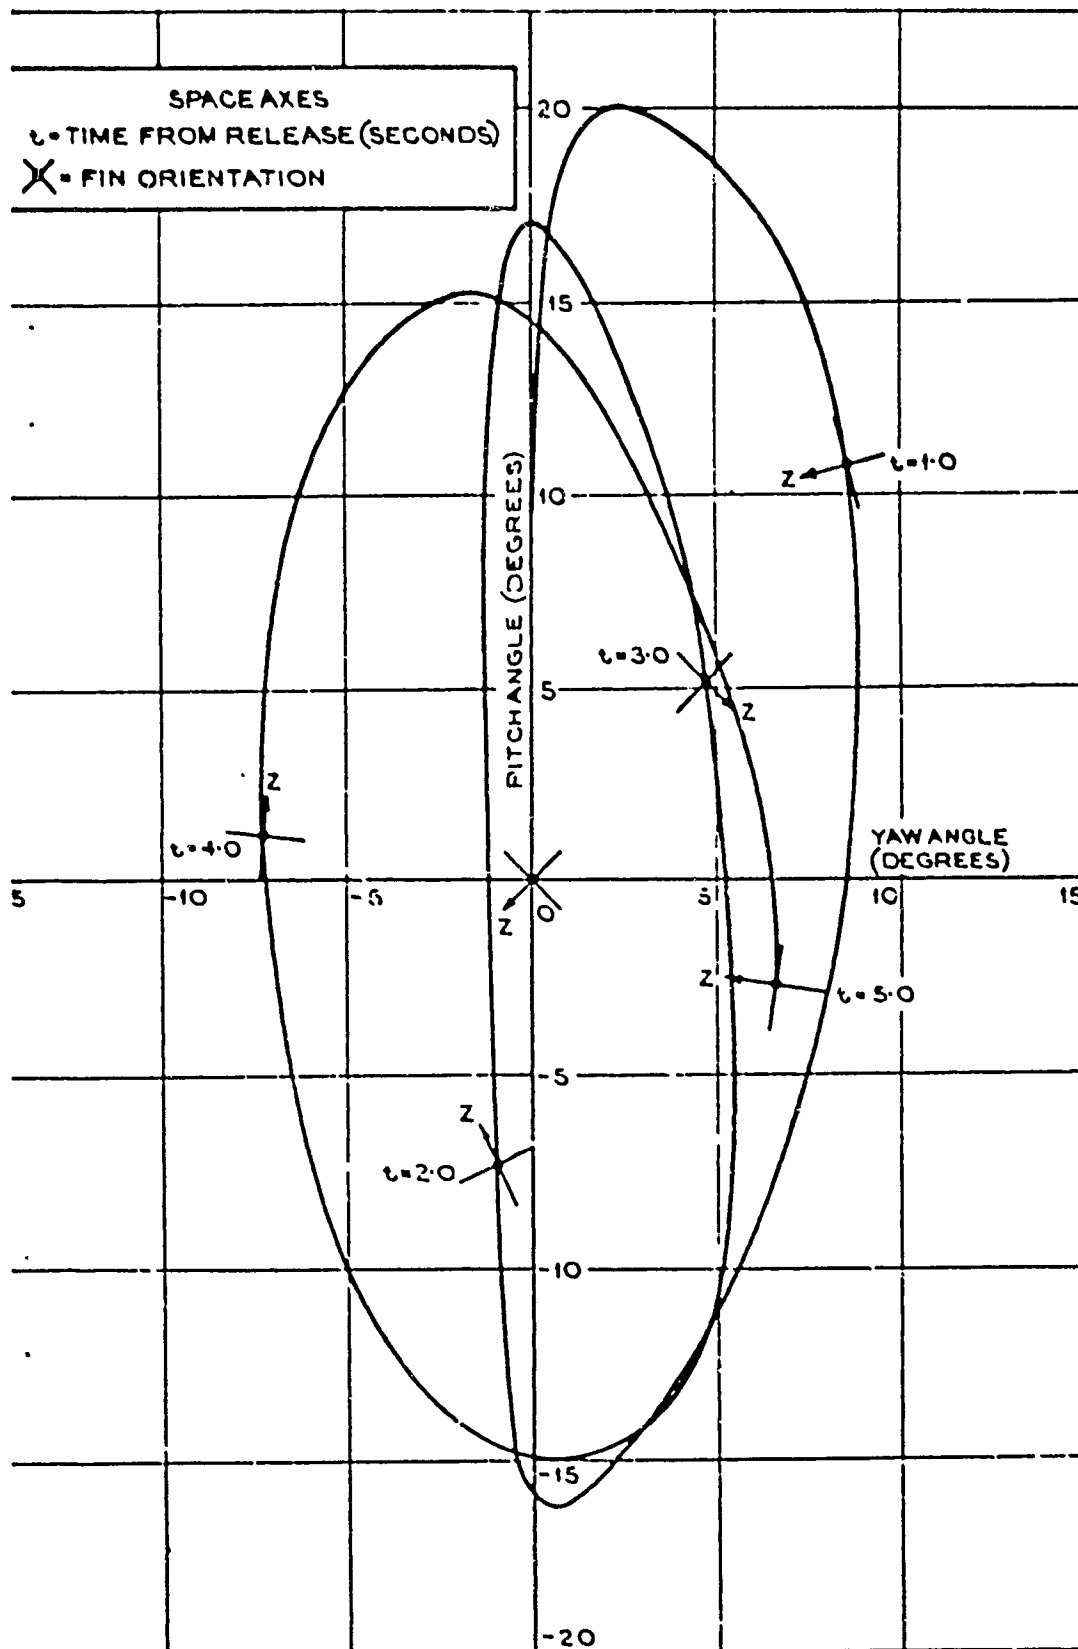 SPACE AXES
t = TIME FROM RELEASE (SECONDS)
= FIN ORIENTATION
20
15
Z
t=1.0
10
PITCH ANGLE (DEGREES)
t=3.0
5
Z
Z
t=4.0
YAW ANGLE
(DEGREES)
5
-10
-5
Z
0
5
10
15
Z
t=5.0
-5
Z
t=2.0
-10
-15
-20